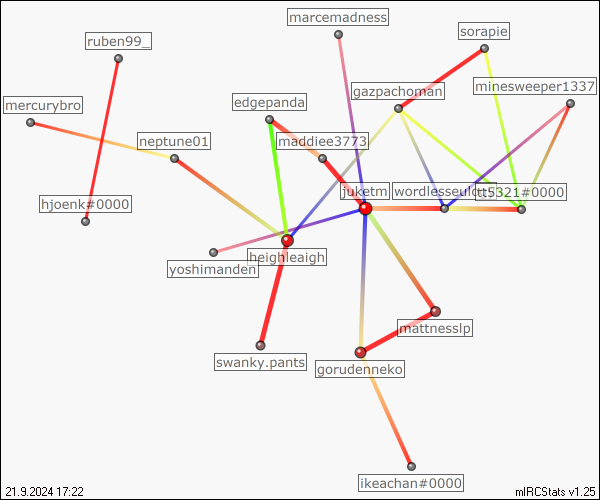 marcemadness
sorapie
ruben99_
minesweeper1337
gazpachoman
edgepanda
mercurybro
neptune01
maddiee3773
juketm
tt5321#0000
hjoenk#0000
heighleaigh
yoshimanden
mattnesslp
swanky.pants
gorudenneko
ikeachan#0000
21.9.2024 17:22
mIRCStats v1.25